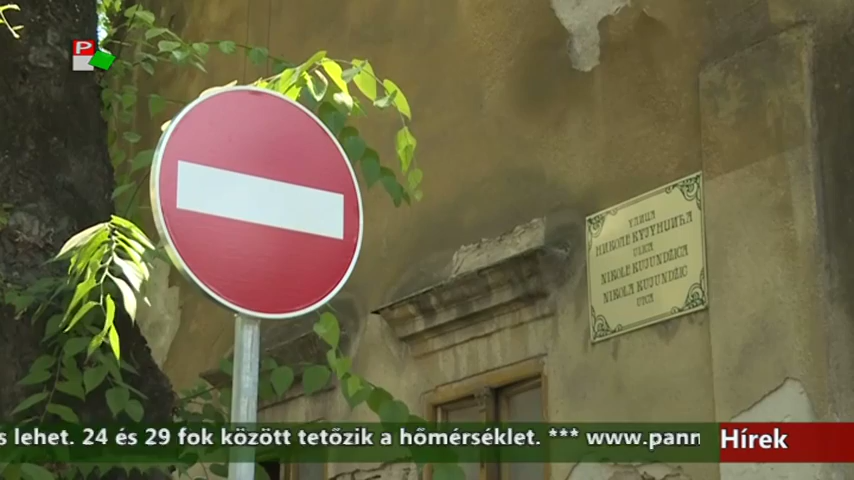 P
УЛИЦА
НИКОЛЕ КУЈУНЏИЋА
ULICA
NIKOLE KUJUNDŽIĆA
NIKOLA KUJUNDŽIĆ
UTCA
s lehet. 24 és 29 fok között tetőzik a hőmérséklet. *** www.pann
Hírek